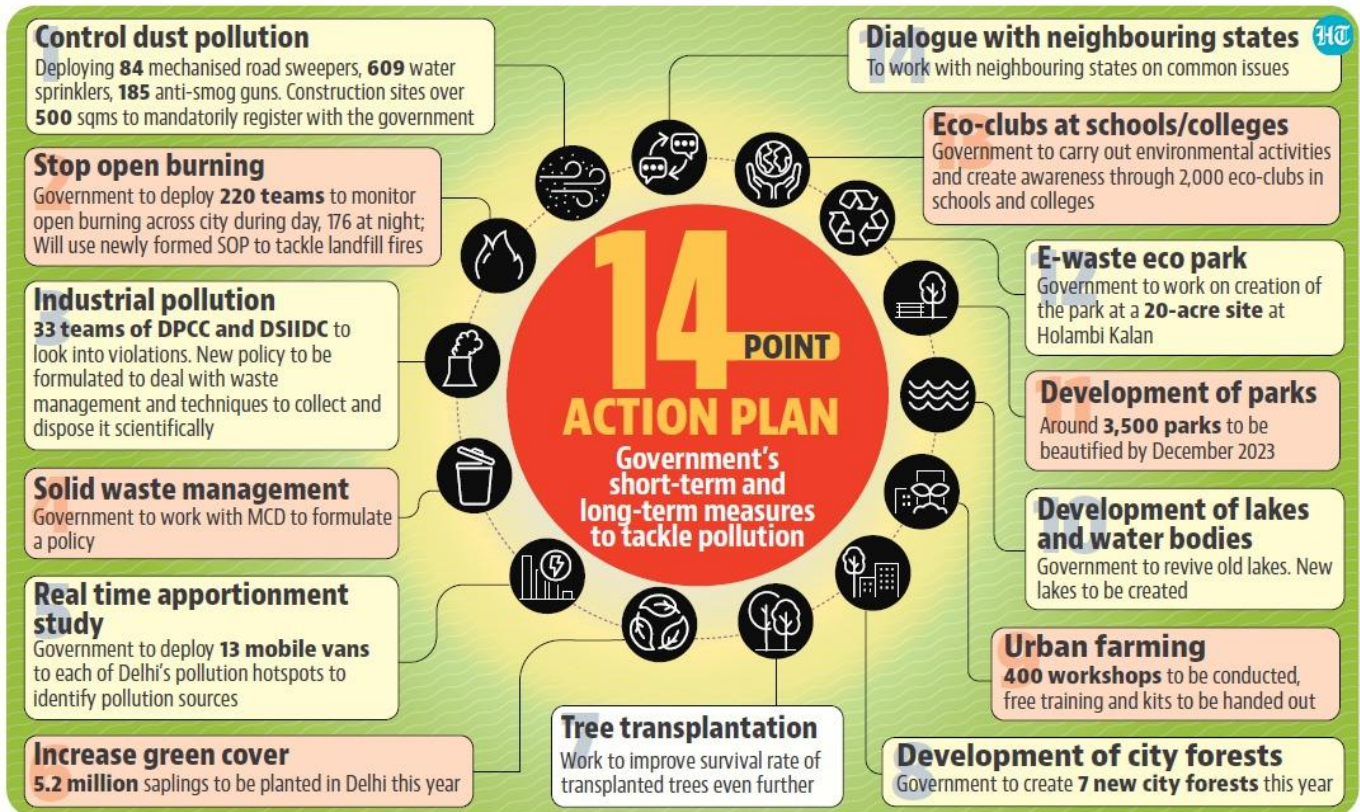 1
Control dust pollution
Deploying 84 mechanised road sweepers, 609 water
sprinklers, 185 anti-smog guns. Construction sites over
500 sqms to mandatorily register with the government
2
Stop open burning
Government to deploy 220 teams to monitor
open burning across city during day, 176 at night;
Will use newly formed SOP to tackle landfill fires
3
Industrial pollution
33 teams of DPCC and DSIIDC to
look into violations. New policy to be
formulated to deal with waste
management and techniques to collect and
dispose it scientifically
4
Solid waste management
Government to work with MCD to formulate
a policy
5
Real time apportionment
study
Government to deploy 13 mobile vans
to each of Delhi's pollution hotspots to
identify pollution sources
6
Increase green cover
5.2 million saplings to be planted in Delhi this year
14
POINT
ACTION PLAN
Government's
short-term and
long-term measures
to tackle pollution
7
Tree transplantation
Work to improve survival rate of
transplanted trees even further
14
Dialogue with neighbouring states
To work with neighbouring states on common issues
HT
13
Eco-clubs at schools/colleges
Government to carry out environmental activities
and create awareness through 2,000 eco-clubs in
schools and colleges
12
E-waste eco park
Government to work on creation of
the park at a 20-acre site at
Holambi Kalan
11
Development of parks
Around 3,500 parks to be
beautified by December 2023
10
Development of lakes
and water bodies
Government to revive old lakes. New
lakes to be created
9
Urban farming
400 workshops to be conducted,
free training and kits to be handed out
8
Development of city forests
Government to create 7 new city forests this year